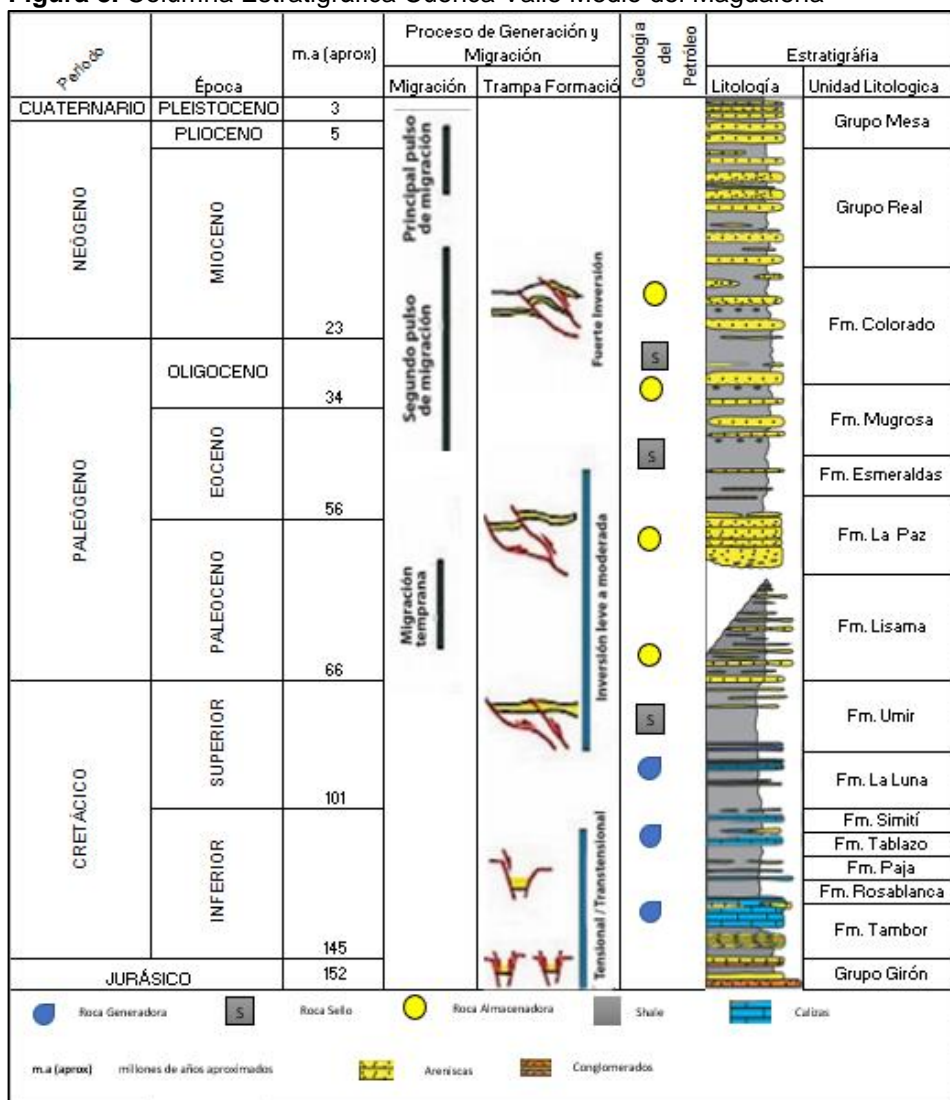 Figura 3. Columna Estratigráfica Cuenca Valle Medio del Magdalena
Período
Época
m.a (aprox)
Proceso de Generación y
Migración
Migración
Trampa Formació
Geología
del
Petróleo
Estratigráfia
Litología
Unidad Litologica
CUATERNARIO
PLEISTOCENO
3
Grupo Mesa
PLIOCENO
5
NEÓGENO
MIOCENO
23
Principal pulso
de migración
Grupo Real
Segundo pulso
de migración
Fuerte Inversión
Fm. Colorado
S
PALEÓGENO
OLIGOCENO
34
Fm. Mugrosa
S
EOCENO
56
Fm. Esmeraldas
Fm. La Paz
PALEOCENO
66
Migración
temprana
Inversión leve a moderada
Fm. Lisama
CRETÁCICO
SUPERIOR
101
S
Fm. Umir
Fm. La Luna
INFERIOR
145
Tensional / Transtensional
Fm. Simití
Fm. Tablazo
Fm. Paja
Fm. Rosablanca
Fm. Tambor
JURÁSICO
152
Grupo Girón
Roca Generadora
S
Roca Sello
Roca Almacenadora
Shale
Calizas
m.a (aprox)
millones de años aproximados
Areniscas
Conglomerados